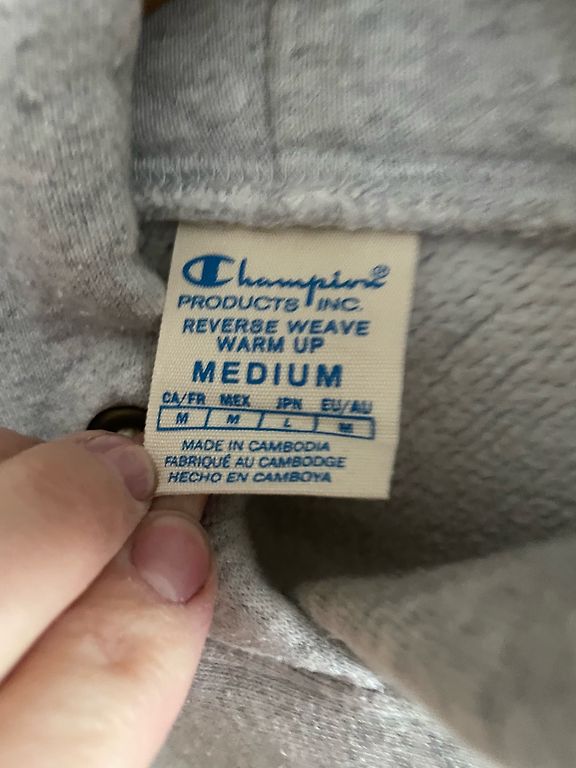 Champion®
PRODUCTS INC.
REVERSE WEAVE
WARM UP
MEDIUM
CA/FR MEX JPN EU/AU
M M L M
MADE IN CAMBODIA
FABRIQUÉ AU CAMBODGE
HECHO EN CAMBOYA